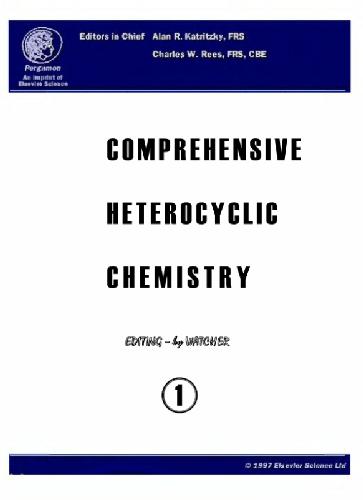 Editors in Chief Alan R. Katritzky, FRS
Charles W. Rees, FRS, CBE
Pergamon
An Imprint of
Elsevier Science
COMPREHENSIVE
HETEROCYCLIC
CHEMISTRY
EDITING - by WATCHER
1
© 1997 Elsevier Science Ltd